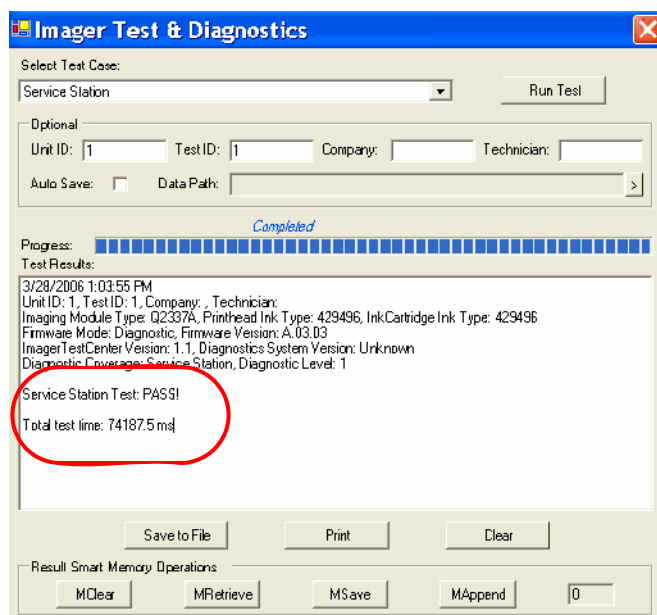 Imager Test & Diagnostics
Select Test Case:
Service Station
Run Test
Optional
Unit ID: 1 Test ID: 1 Company: Technician:
Auto Save: Data Path: >
Completed
Progress:
Test Results:
3/28/2006 1:03:55 PM
Unit ID: 1, Test ID: 1, Company: , Technician:
Imaging Module Type: Q2337A, Printhead Ink Type: 429496, InkCartridge Ink Type: 429496
Firmware Mode: Diagnostic, Firmware Version: A.03.03
ImagerTestCenter Version: 1.1, Diagnostics System Version: Unknown
Diagnostic Coverage: Service Station, Diagnostic Level: 1
Service Station Test: PASS!
Total test time: 74187.5 ms
Save to File Print Clear
Result Smart Memory Operations
MClear MRetrieve MSave MAppend 0